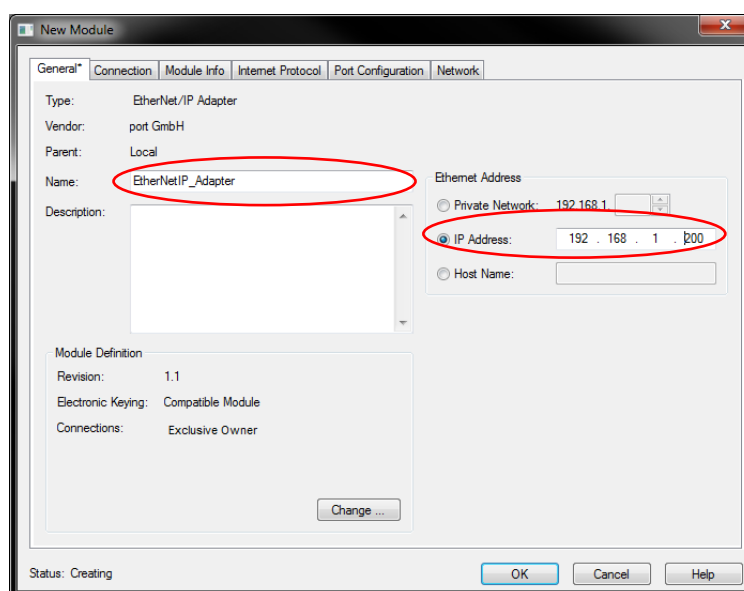 New Module
General* Connection Module Info Internet Protocol Port Configuration Network
Type: EtherNet/IP Adapter
Vendor: port GmbH
Parent: Local
Name: EtherNetIP_Adapter
Description:
Ethernet Address
Private Network: 192.168.1.
IP Address: 192 . 168 . 1 . 200
Host Name:
Module Definition
Revision: 1.1
Electronic Keying: Compatible Module
Connections: Exclusive Owner
Change ...
Status: Creating
OK Cancel Help